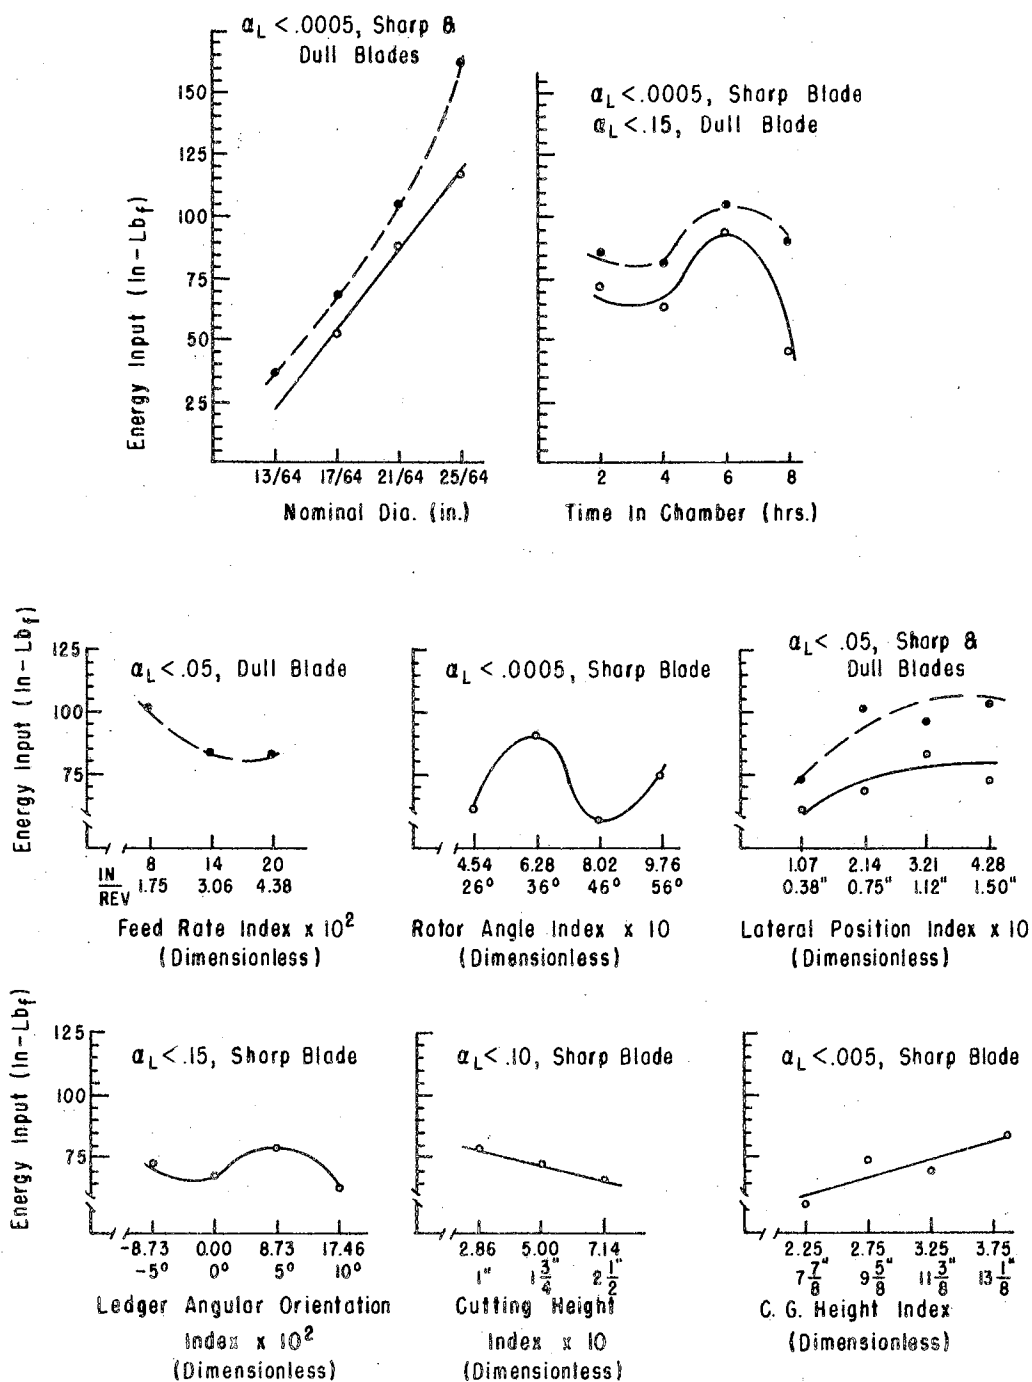 α_L < .0005, Sharp &
Dull Blades
Energy Input (In-Lb_f)
150
125
100
75
50
25
13/64 17/64 21/64 25/64
Nominal Dia. (in.)
α_L < .0005, Sharp Blade
α_L < .15, Dull Blade
2 4 6 8
Time In Chamber (hrs.)
Energy Input (In-Lb_f)
125
100
75
α_L < .05, Dull Blade
8 14 20
IN/REV 1.75 3.06 4.38
Feed Rate Index x 10²
(Dimensionless)
α_L < .0005, Sharp Blade
4.54 6.28 8.02 9.76
26° 36° 46° 56°
Rotor Angle Index x 10
(Dimensionless)
α_L < .05, Sharp &
Dull Blades
1.07 2.14 3.21 4.28
0.38" 0.75" 1.12" 1.50"
Lateral Position Index x 10
(Dimensionless)
Energy Input (In-Lb_f)
125
100
75
α_L < .15, Sharp Blade
-8.73 0.00 8.73 17.46
-5° 0° 5° 10°
Ledger Angular Orientation
Index x 10²
(Dimensionless)
α_L < .10, Sharp Blade
2.86 5.00 7.14
1" 1 3/4" 2 1/2"
Cutting Height
Index x 10
(Dimensionless)
α_L < .005, Sharp Blade
2.25 2.75 3.25 3.75
7 7/8" 9 5/8" 11 3/8" 13 1/8"
C. G. Height Index
(Dimensionless)